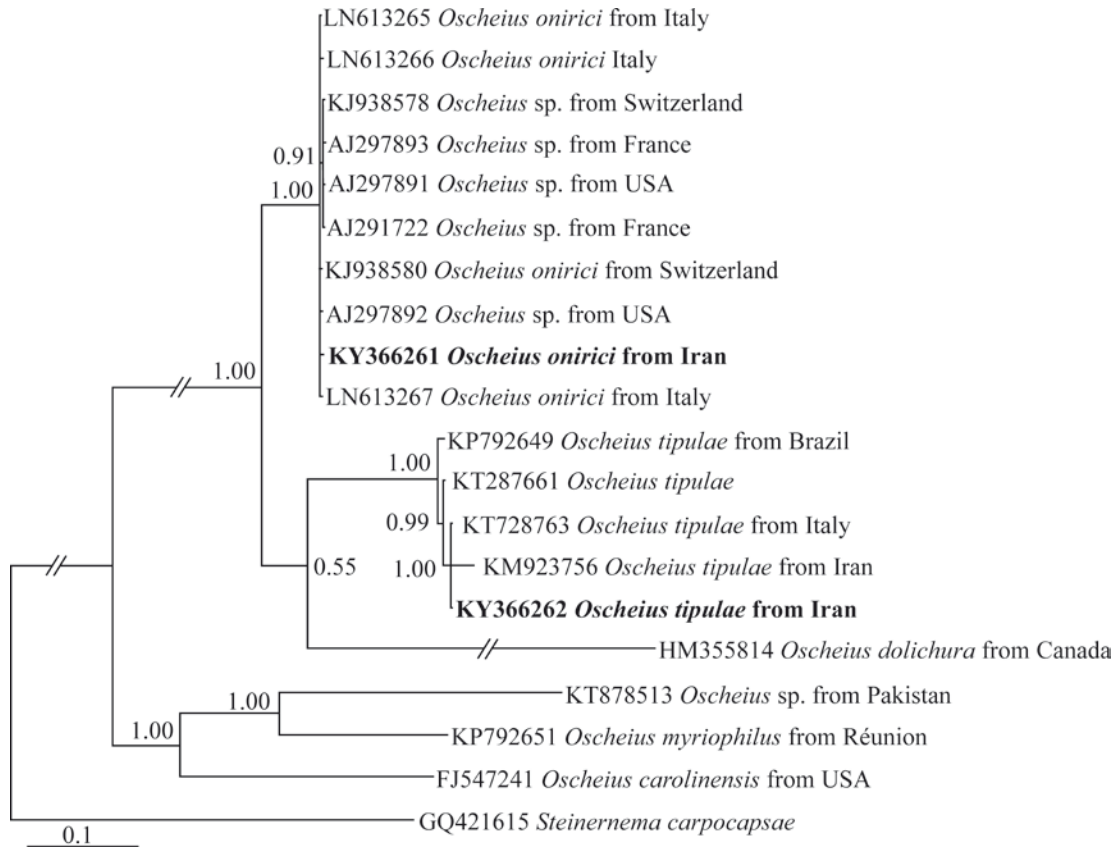 LN613265 Oscheius onirici from Italy
LN613266 Oscheius onirici Italy
KJ938578 Oscheius sp. from Switzerland
AJ297893 Oscheius sp. from France
0.91
AJ297891 Oscheius sp. from USA
1.00
AJ291722 Oscheius sp. from France
KJ938580 Oscheius onirici from Switzerland
AJ297892 Oscheius sp. from USA
KY366261 Oscheius onirici from Iran
1.00
LN613267 Oscheius onirici from Italy
KP792649 Oscheius tipulae from Brazil
1.00
KT287661 Oscheius tipulae
0.99
KT728763 Oscheius tipulae from Italy
0.55
1.00
KM923756 Oscheius tipulae from Iran
KY366262 Oscheius tipulae from Iran
HM355814 Oscheius dolichura from Canada
1.00
KT878513 Oscheius sp. from Pakistan
1.00
KP792651 Oscheius myriophilus from Réunion
FJ547241 Oscheius carolinensis from USA
GQ421615 Steinernema carpocapsae
0.1